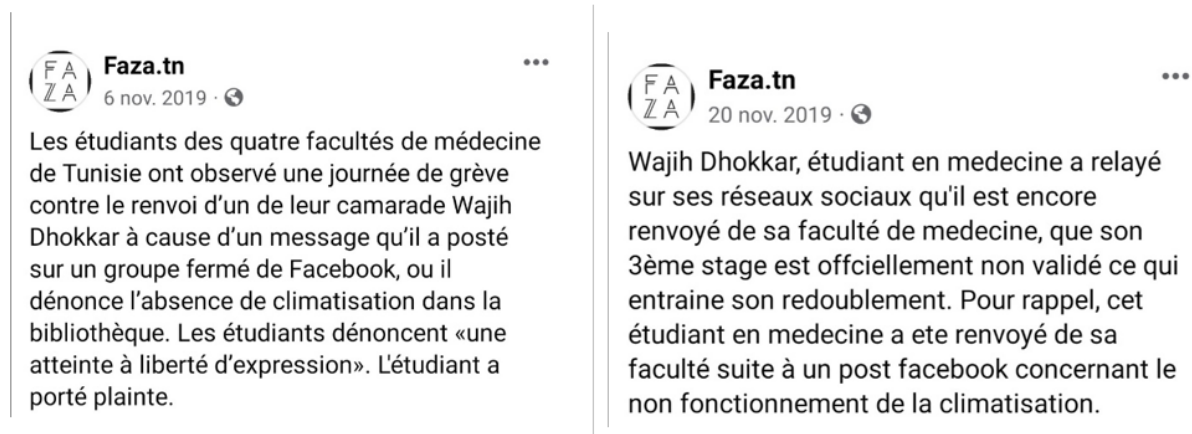 FAZA
Faza.tn
6 nov. 2019 ·
Les étudiants des quatre facultés de médecine
de Tunisie ont observé une journée de grève
contre le renvoi d’un de leur camarade Wajih
Dhokkar à cause d’un message qu’il a posté
sur un groupe fermé de Facebook, ou il
dénonce l’absence de climatisation dans la
bibliothèque. Les étudiants dénoncent «une
atteinte à liberté d’expression». L'étudiant a
porté plainte.
FAZA
Faza.tn
20 nov. 2019 ·
Wajih Dhokkar, étudiant en medecine a relayé
sur ses réseaux sociaux qu'il est encore
renvoyé de sa faculté de medecine, que son
3ème stage est offciellement non validé ce qui
entraine son redoublement. Pour rappel, cet
étudiant en medecine a ete renvoyé de sa
faculté suite à un post facebook concernant le
non fonctionnement de la climatisation.